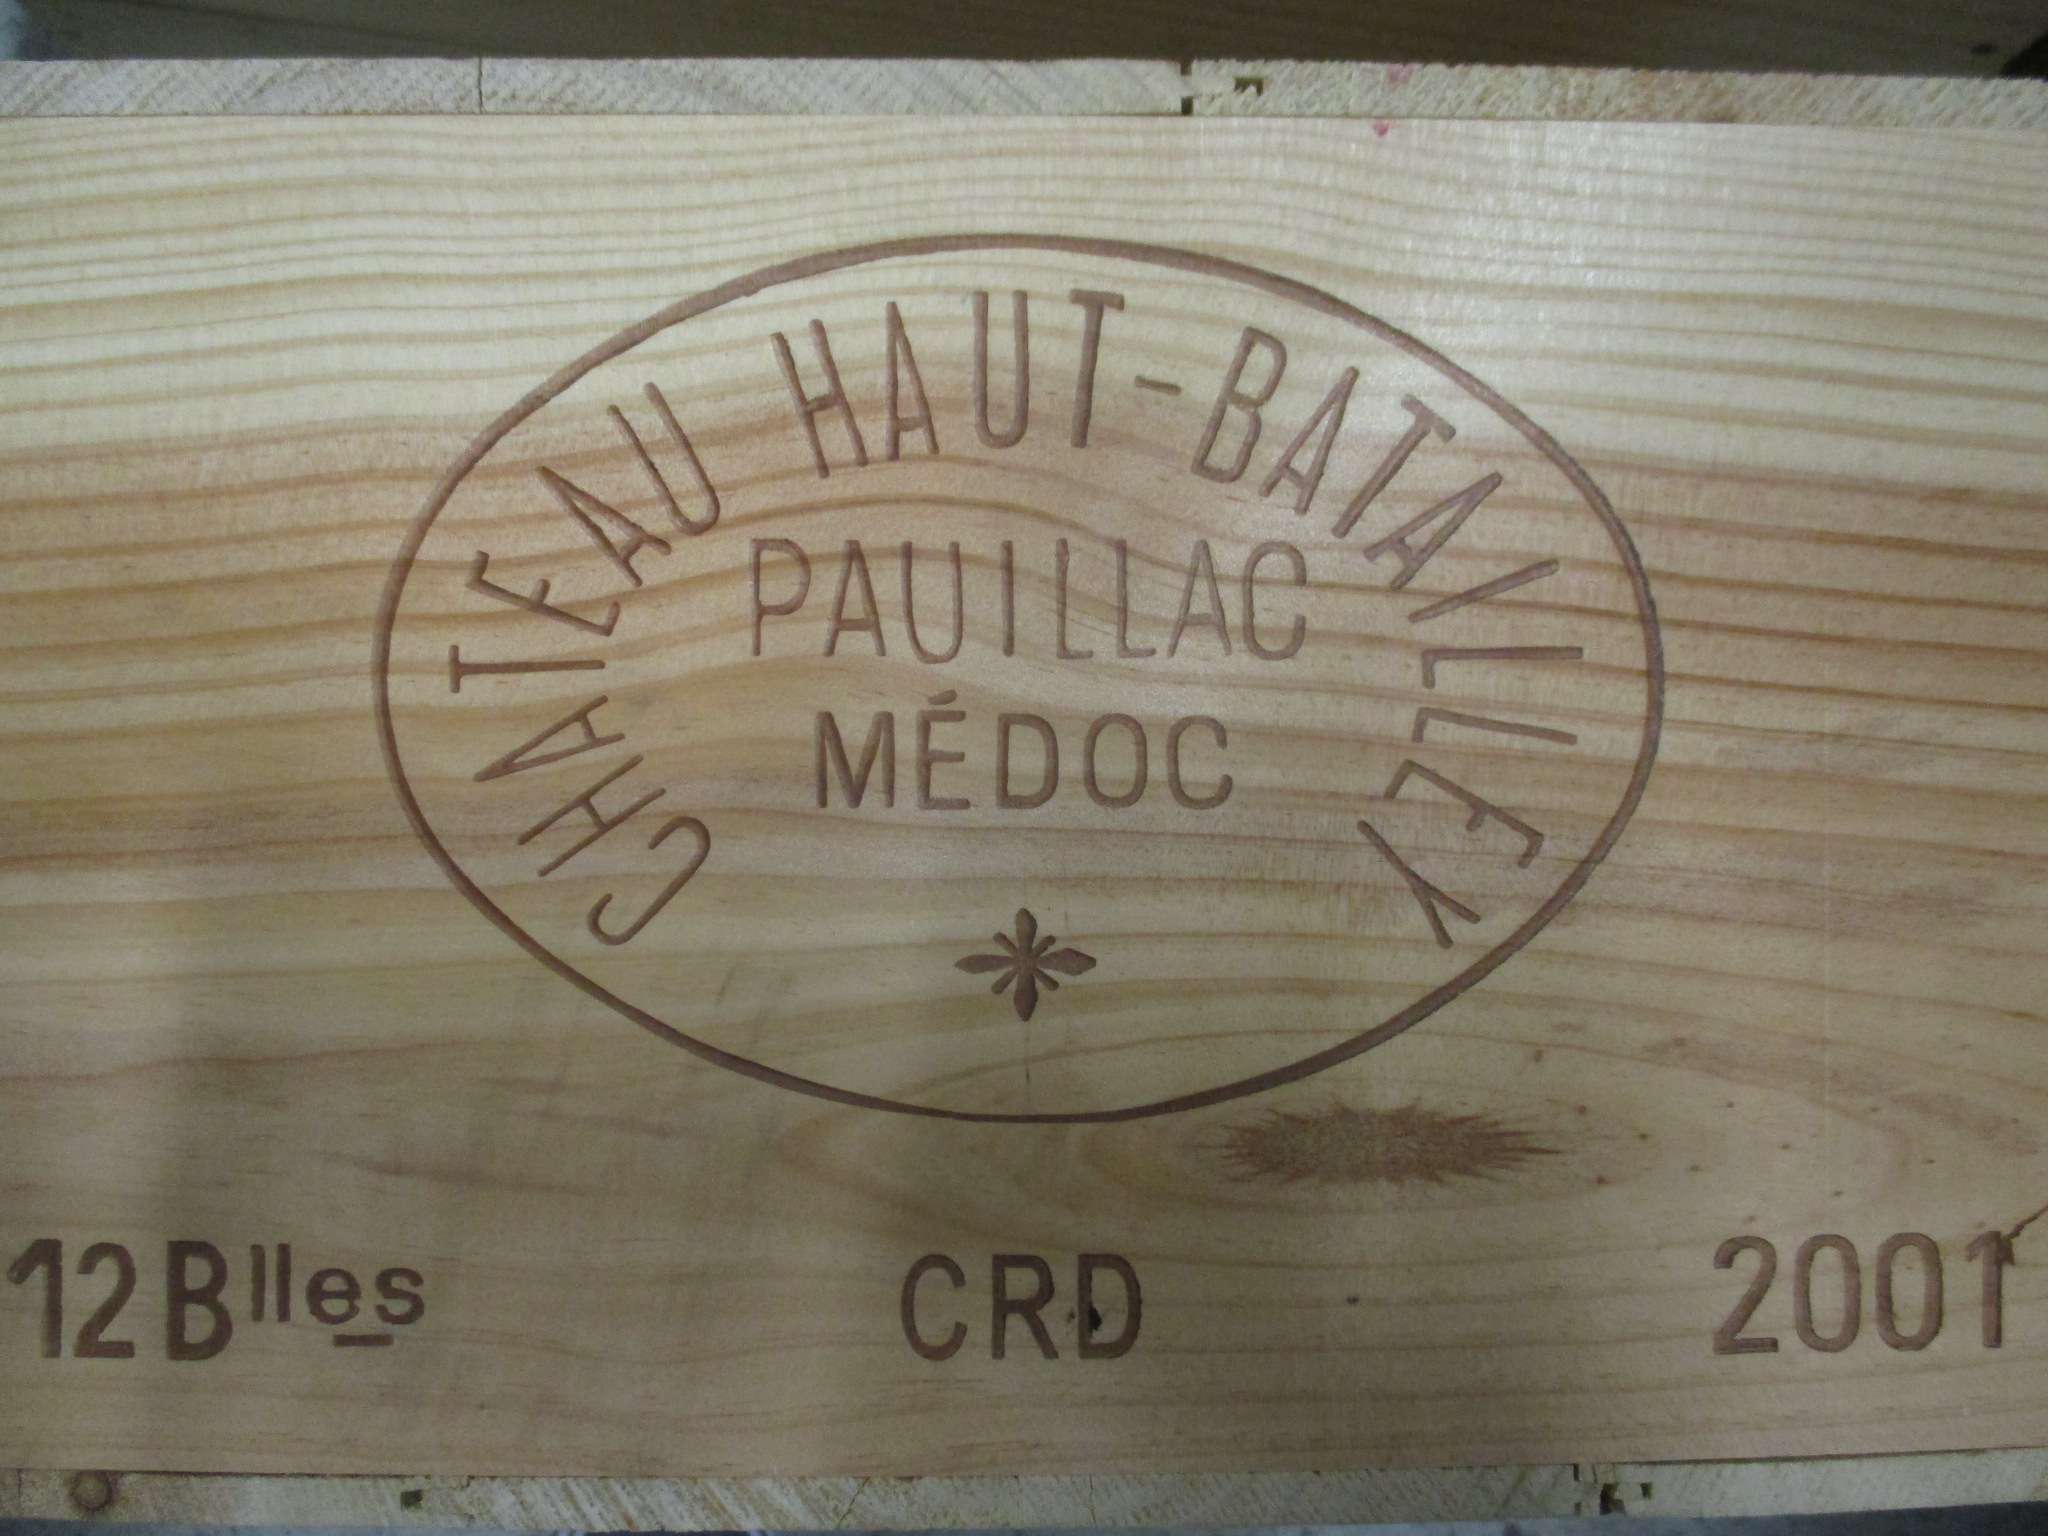 CHATEAU HAUT-BATAILLEY
PAUILLAC
MÉDOC
12 Blles CRD 2001